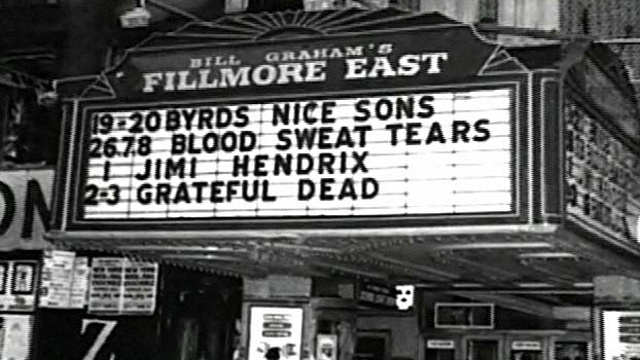 BILL GRAHAM'S
FILLMORE EAST
19-20 BYRDS NICE SONS
26.7.8 BLOOD SWEAT TEARS
1 JIMI HENDRIX
2-3 GRATEFUL DEAD
ON
Z